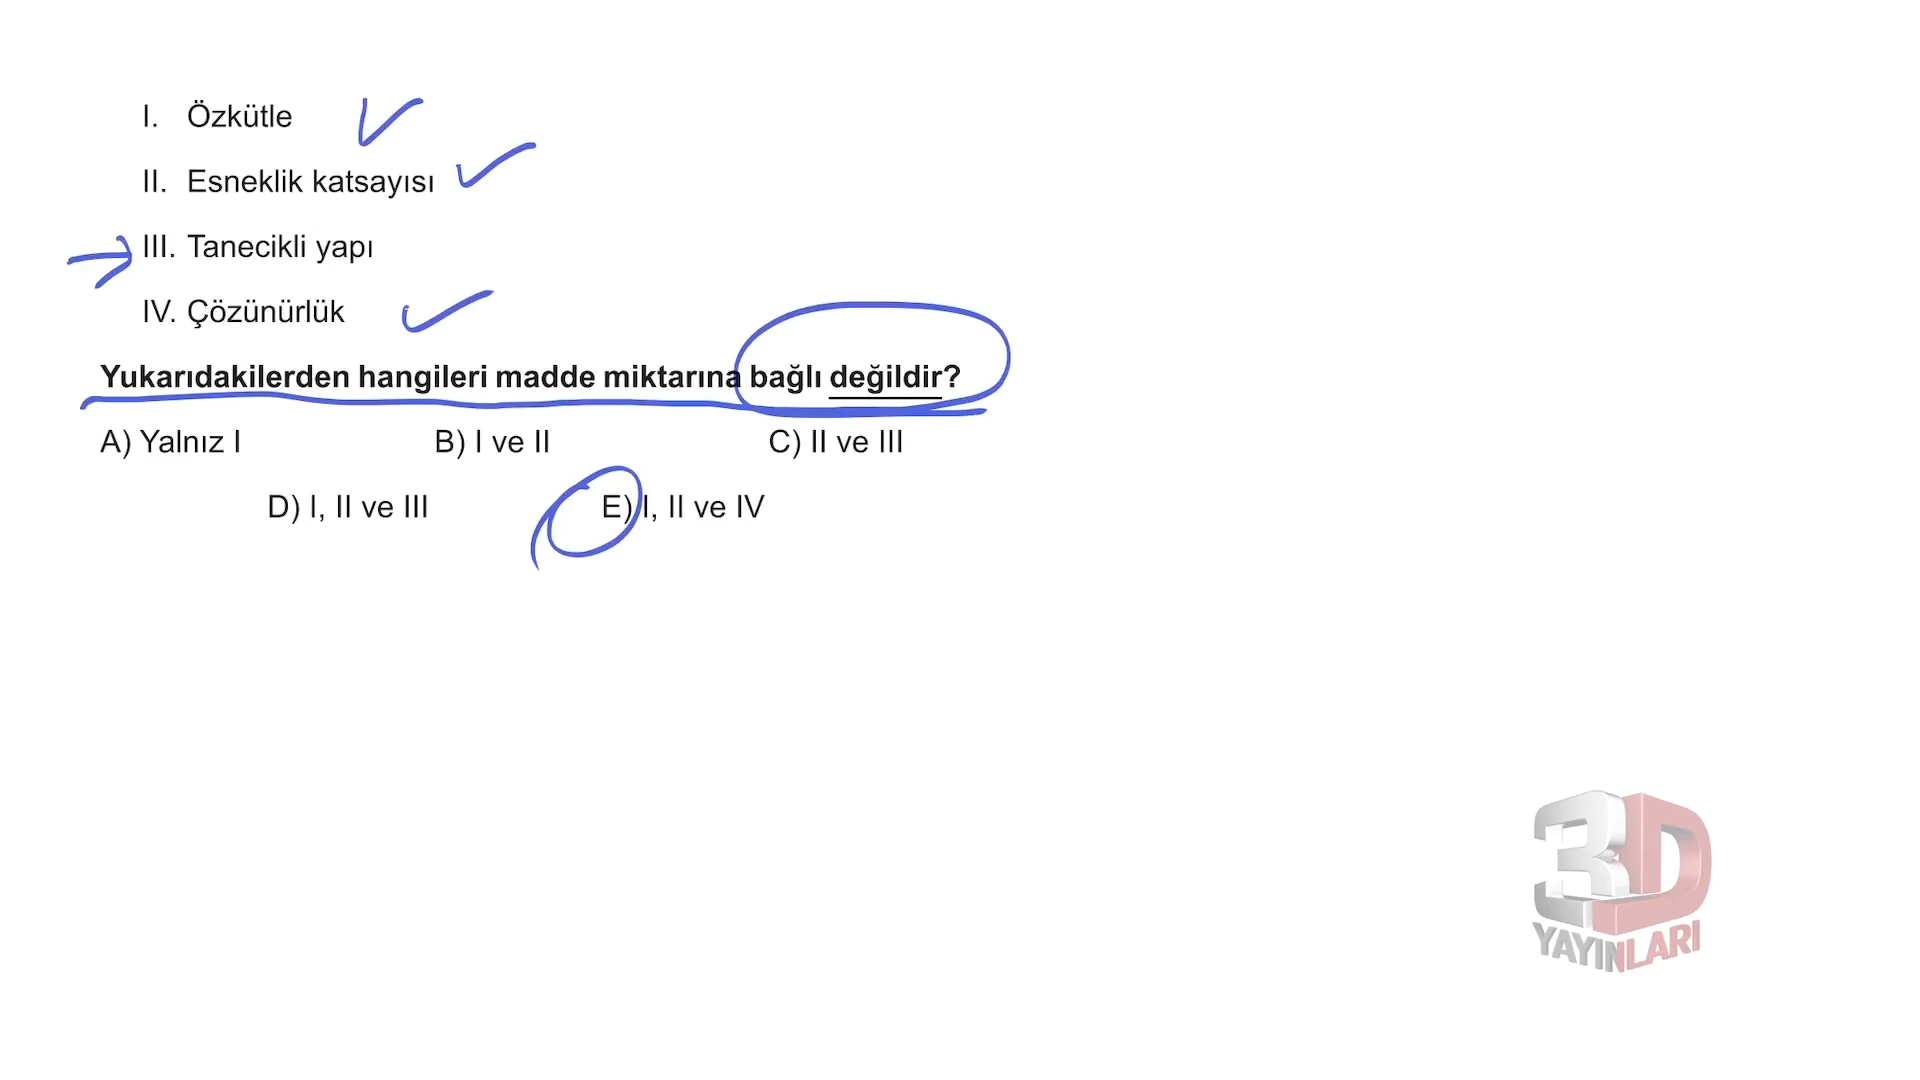 I. Özkütle
II. Esneklik katsayısı
III. Tanecikli yapı
IV. Çözünürlük
Yukarıdakilerden hangileri madde miktarına bağlı değildir?
A) Yalnız I B) I ve II C) II ve III
D) I, II ve III E) I, II ve IV
3D
YAYINLARI